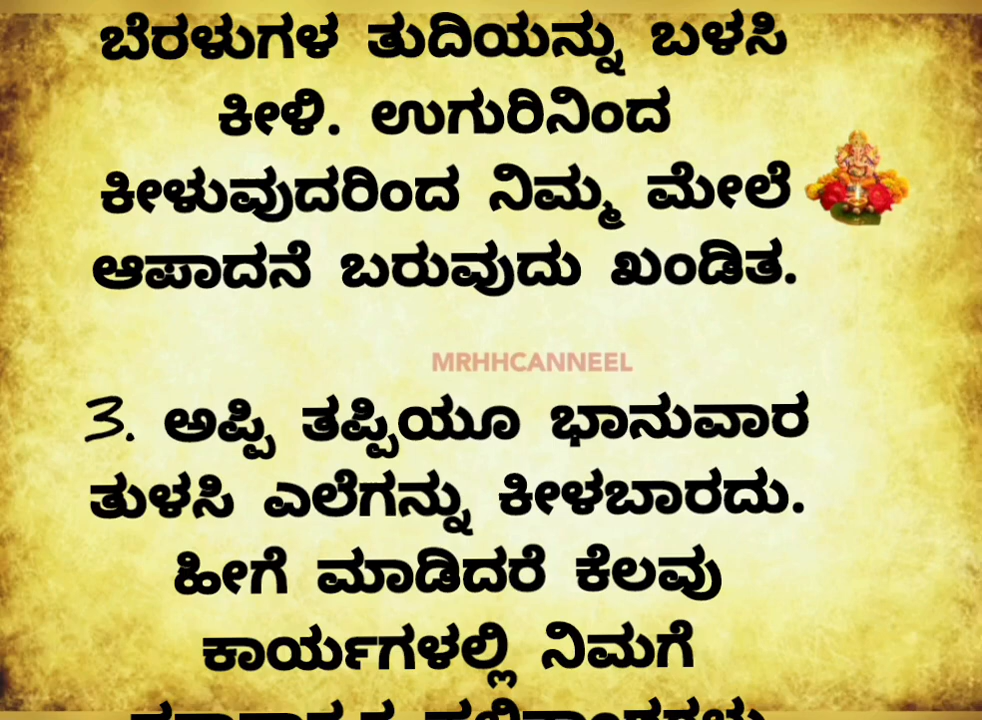 ಬೆರಳುಗಳ ತುದಿಯನ್ನು ಬಳಸಿ
ಕೀಳಿ. ಉಗುರಿನಿಂದ
ಕೀಳುವುದರಿಂದ ನಿಮ್ಮ ಮೇಲೆ
ಆಪಾದನೆ ಬರುವುದು ಖಂಡಿತ.
MRHHCANNEEL
3. ಅಪ್ಪಿ ತಪ್ಪಿಯೂ ಭಾನುವಾರ
ತುಳಸಿ ಎಲೆಗನ್ನು ಕೀಳಬಾರದು.
ಹೀಗೆ ಮಾಡಿದರೆ ಕೆಲವು
ಕಾರ್ಯಗಳಲ್ಲಿ ನಿಮಗೆ